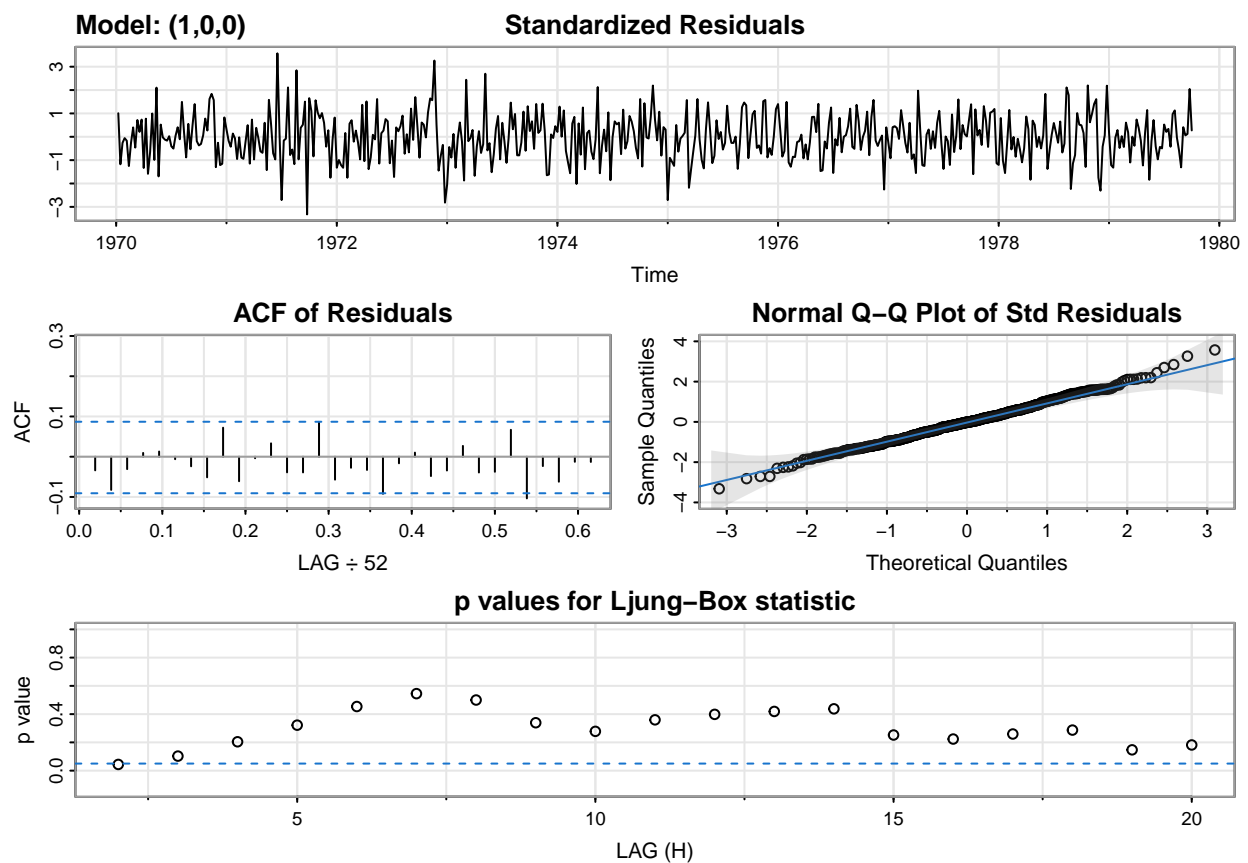 Model: (1,0,0) Standardized Residuals
3
1
−1
−3
1970 1972 1974 1976 1978 1980
Time
ACF of Residuals
0.3
0.1
−0.1
ACF
0.0 0.1 0.2 0.3 0.4 0.5 0.6
LAG ÷ 52
Normal Q−Q Plot of Std Residuals
4
2
0
−2
−4
Sample Quantiles
−3 −2 −1 0 1 2 3
Theoretical Quantiles
p values for Ljung−Box statistic
0.8
0.4
0.0
p value
5 10 15 20
LAG (H)